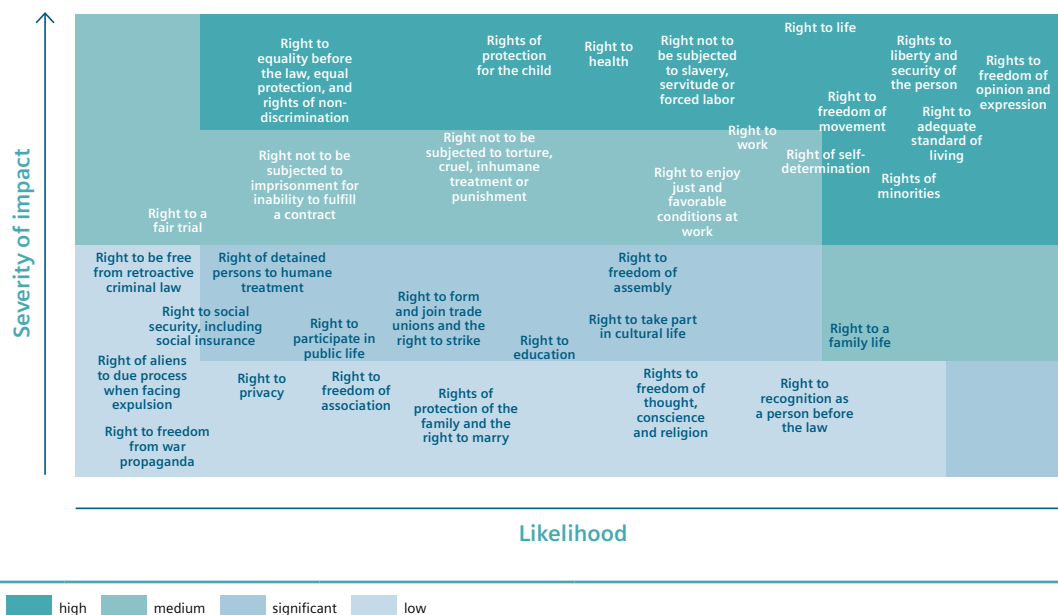 Severity of impact
Right to
equality before
the law, equal
protection, and
rights of non-
discrimination
Rights of
protection
for the child
Right to
health
Right not to
be subjected
to slavery,
servitude or
forced labor
Right to life
Rights to
liberty and
security of
the person
Rights to
freedom of
opinion and
expression
Right to
freedom of
movement
Right to
adequate
standard of
living
Right to
work
Right of self-
determination
Rights of
minorities
Right not to be
subjected to
imprisonment for
inability to fulfill
a contract
Right not to be
subjected to torture,
cruel, inhumane
treatment or
punishment
Right to enjoy
just and
favorable
conditions at
work
Right to a
fair trial
Right to be free
from retroactive
criminal law
Right of detained
persons to humane
treatment
Right to
freedom of
assembly
Right to social
security, including
social insurance
Right to
participate in
public life
Right to form
and join trade
unions and the
right to strike
Right to
education
Right to take part
in cultural life
Right to a
family life
Right of aliens
to due process
when facing
expulsion
Right to
privacy
Right to
freedom of
association
Rights of
protection of the
family and the
right to marry
Rights to
freedom of
thought,
conscience
and religion
Right to
recognition as
a person before
the law
Right to freedom
from war
propaganda
Likelihood
high
medium
significant
low